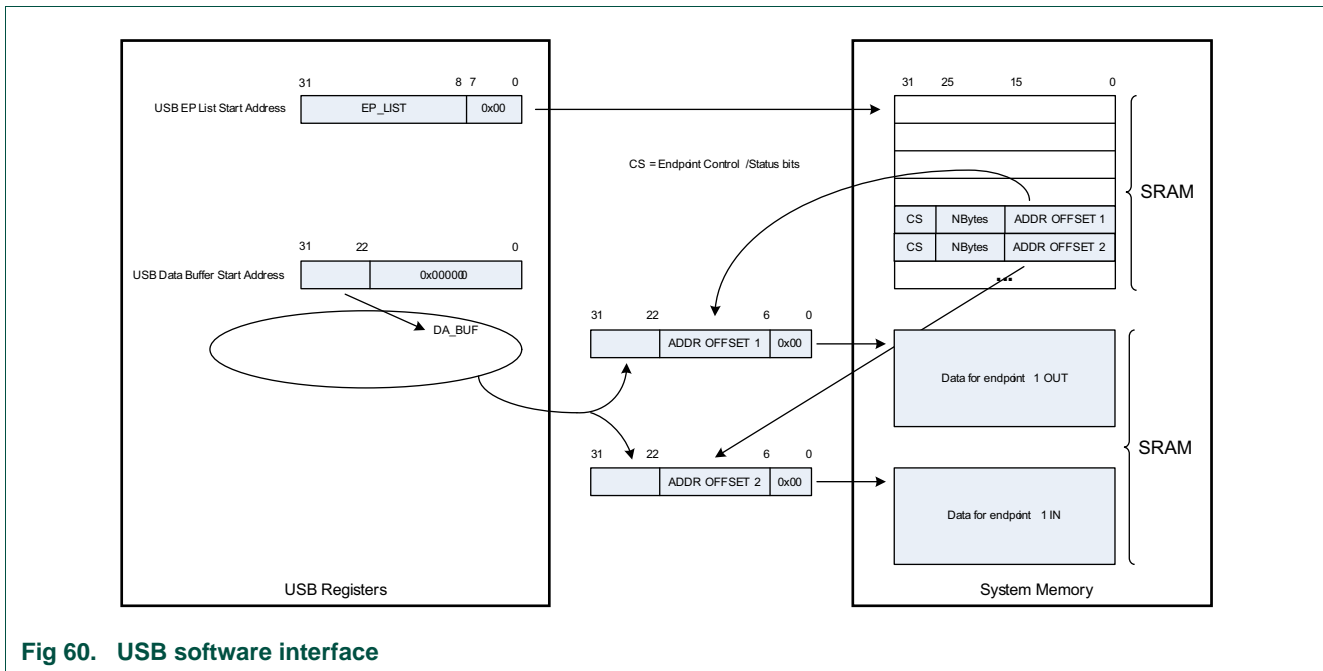 31 8 7 0
USB EP List Start Address EP_LIST 0x00
31 25 15 0
CS = Endpoint Control /Status bits
CS NBytes ADDR OFFSET 1
CS NBytes ADDR OFFSET 2
...
SRAM
31 22 0
USB Data Buffer Start Address 0x000000
DA_BUF
31 22 6 0
ADDR OFFSET 1 0x00
Data for endpoint 1 OUT
31 22 6 0
ADDR OFFSET 2 0x00
Data for endpoint 1 IN
SRAM
USB Registers
System Memory
Fig 60. USB software interface